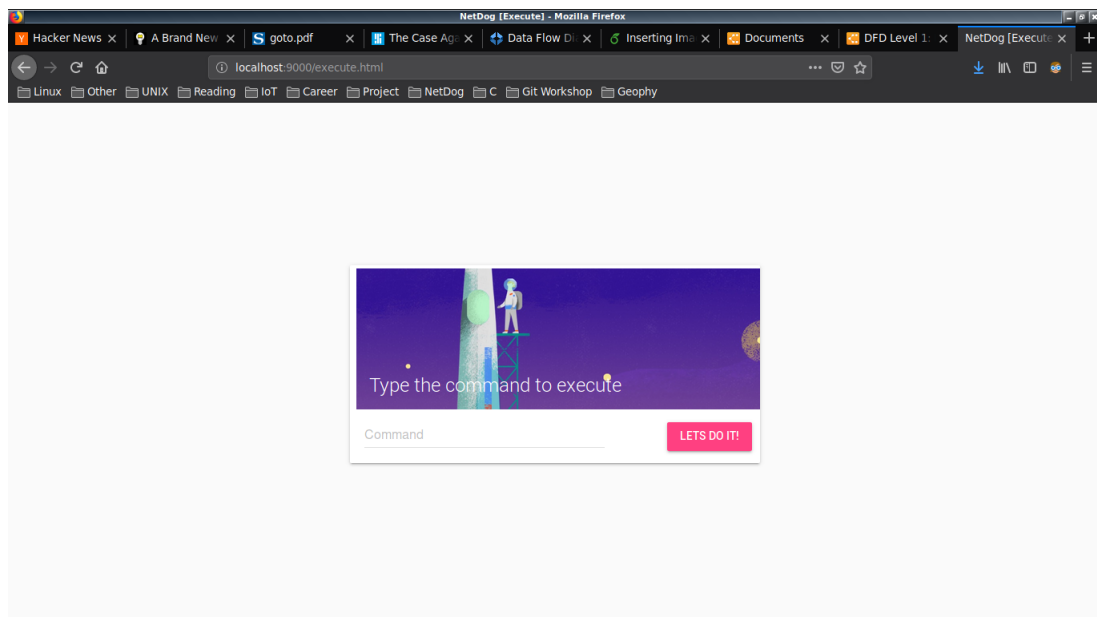 NetDog [Execute] - Mozilla Firefox
Y Hacker News A Brand New S goto.pdf The Case Aga Data Flow Di Inserting Ima Documents DFD Level 1: NetDog [Execute
localhost:9000/execute.html
Linux Other UNIX Reading IoT Career Project NetDog C Git Workshop Geophy
Type the command to execute
Command LETS DO IT!